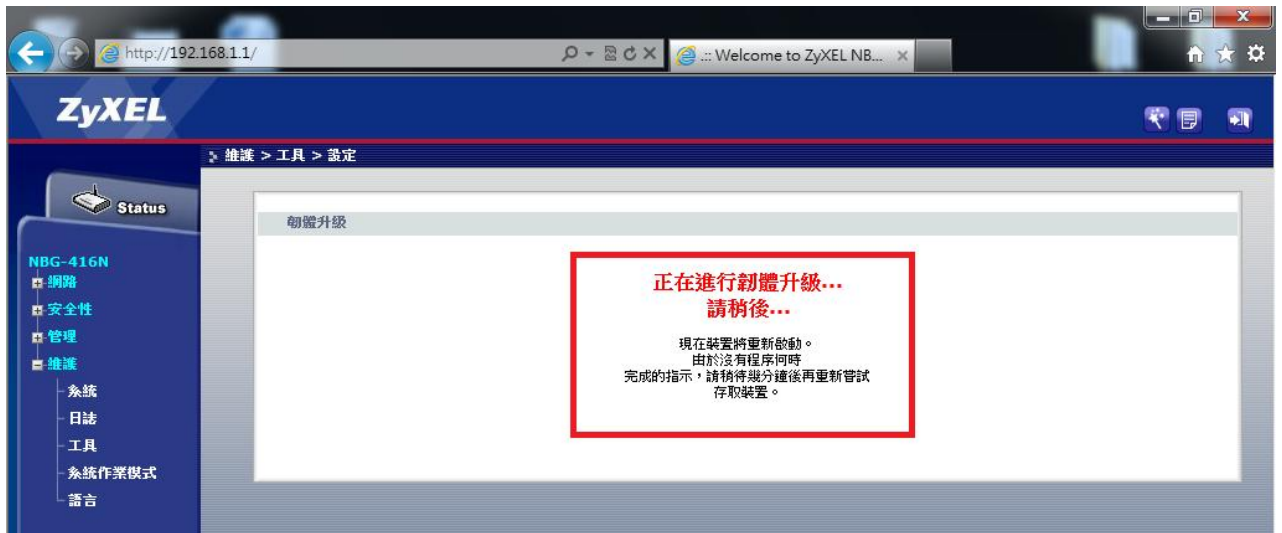 http://192.168.1.1/
.:: Welcome to ZyXEL NB...
ZyXEL
維護 > 工具 > 設定
Status
韌體升級
NBG-416N
網路
安全性
管理
維護
系統
日誌
工具
系統作業模式
語言
正在進行韌體升級...
請稍後...
現在裝置將重新啟動。
由於沒有程序何時
完成的指示，請稍待幾分鐘後再重新嘗試
存取裝置。